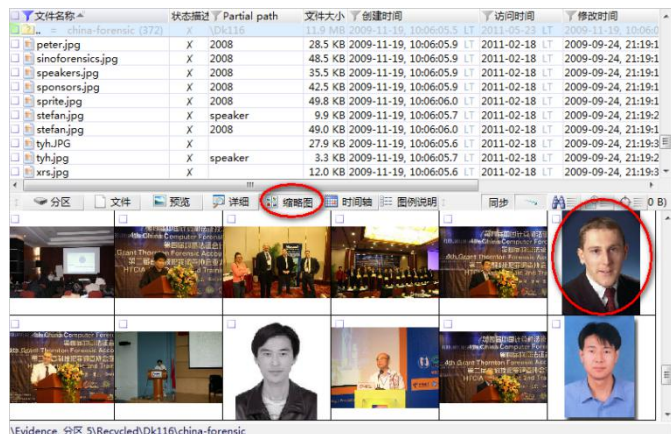 文件名称 状态描述 Partial path 文件大小 创建时间 访问时间 修改时间
.. = china-forensic (372) X \Dk116 11.9 MB 2009-11-19, 10:06:05.5 LT 2011-05-23 LT 2009-11-19, 10:06:0
peter.jpg X 2008 28.5 KB 2009-11-19, 10:06:05.9 LT 2011-02-18 LT 2009-09-24, 21:19:1
sinoforensics.jpg X 2008 48.5 KB 2009-11-19, 10:06:05.9 LT 2011-02-18 LT 2009-09-24, 21:19:1
speakers.jpg X 2008 35.5 KB 2009-11-19, 10:06:05.9 LT 2011-02-18 LT 2009-09-24, 21:19:1
sponsors.jpg X 2008 42.5 KB 2009-11-19, 10:06:05.9 LT 2011-02-18 LT 2009-09-24, 21:19:1
sprite.jpg X 2008 49.8 KB 2009-11-19, 10:06:06.0 LT 2011-02-18 LT 2009-09-24, 21:19:1
stefan.jpg X speaker 9.9 KB 2009-11-19, 10:06:05.7 LT 2011-02-18 LT 2009-09-24, 21:19:2
stefan.jpg X 2008 49.0 KB 2009-11-19, 10:06:06.0 LT 2011-02-18 LT 2009-09-24, 21:19:1
tyh.JPG X 27.9 KB 2009-11-19, 10:06:05.6 LT 2011-02-18 LT 2009-09-24, 21:19:3
tyh.jpg X speaker 3.3 KB 2009-11-19, 10:06:05.7 LT 2011-02-18 LT 2009-09-24, 21:19:2
xrs.jpg X 12.0 KB 2009-11-19, 10:06:05.6 LT 2011-02-18 LT 2009-09-24, 21:19:3
分区 文件 预览 详细 缩略图 时间轴 图例说明 同步 0 B)
\Evidence, 分区 5\Recycled\Dk116\china-forensic